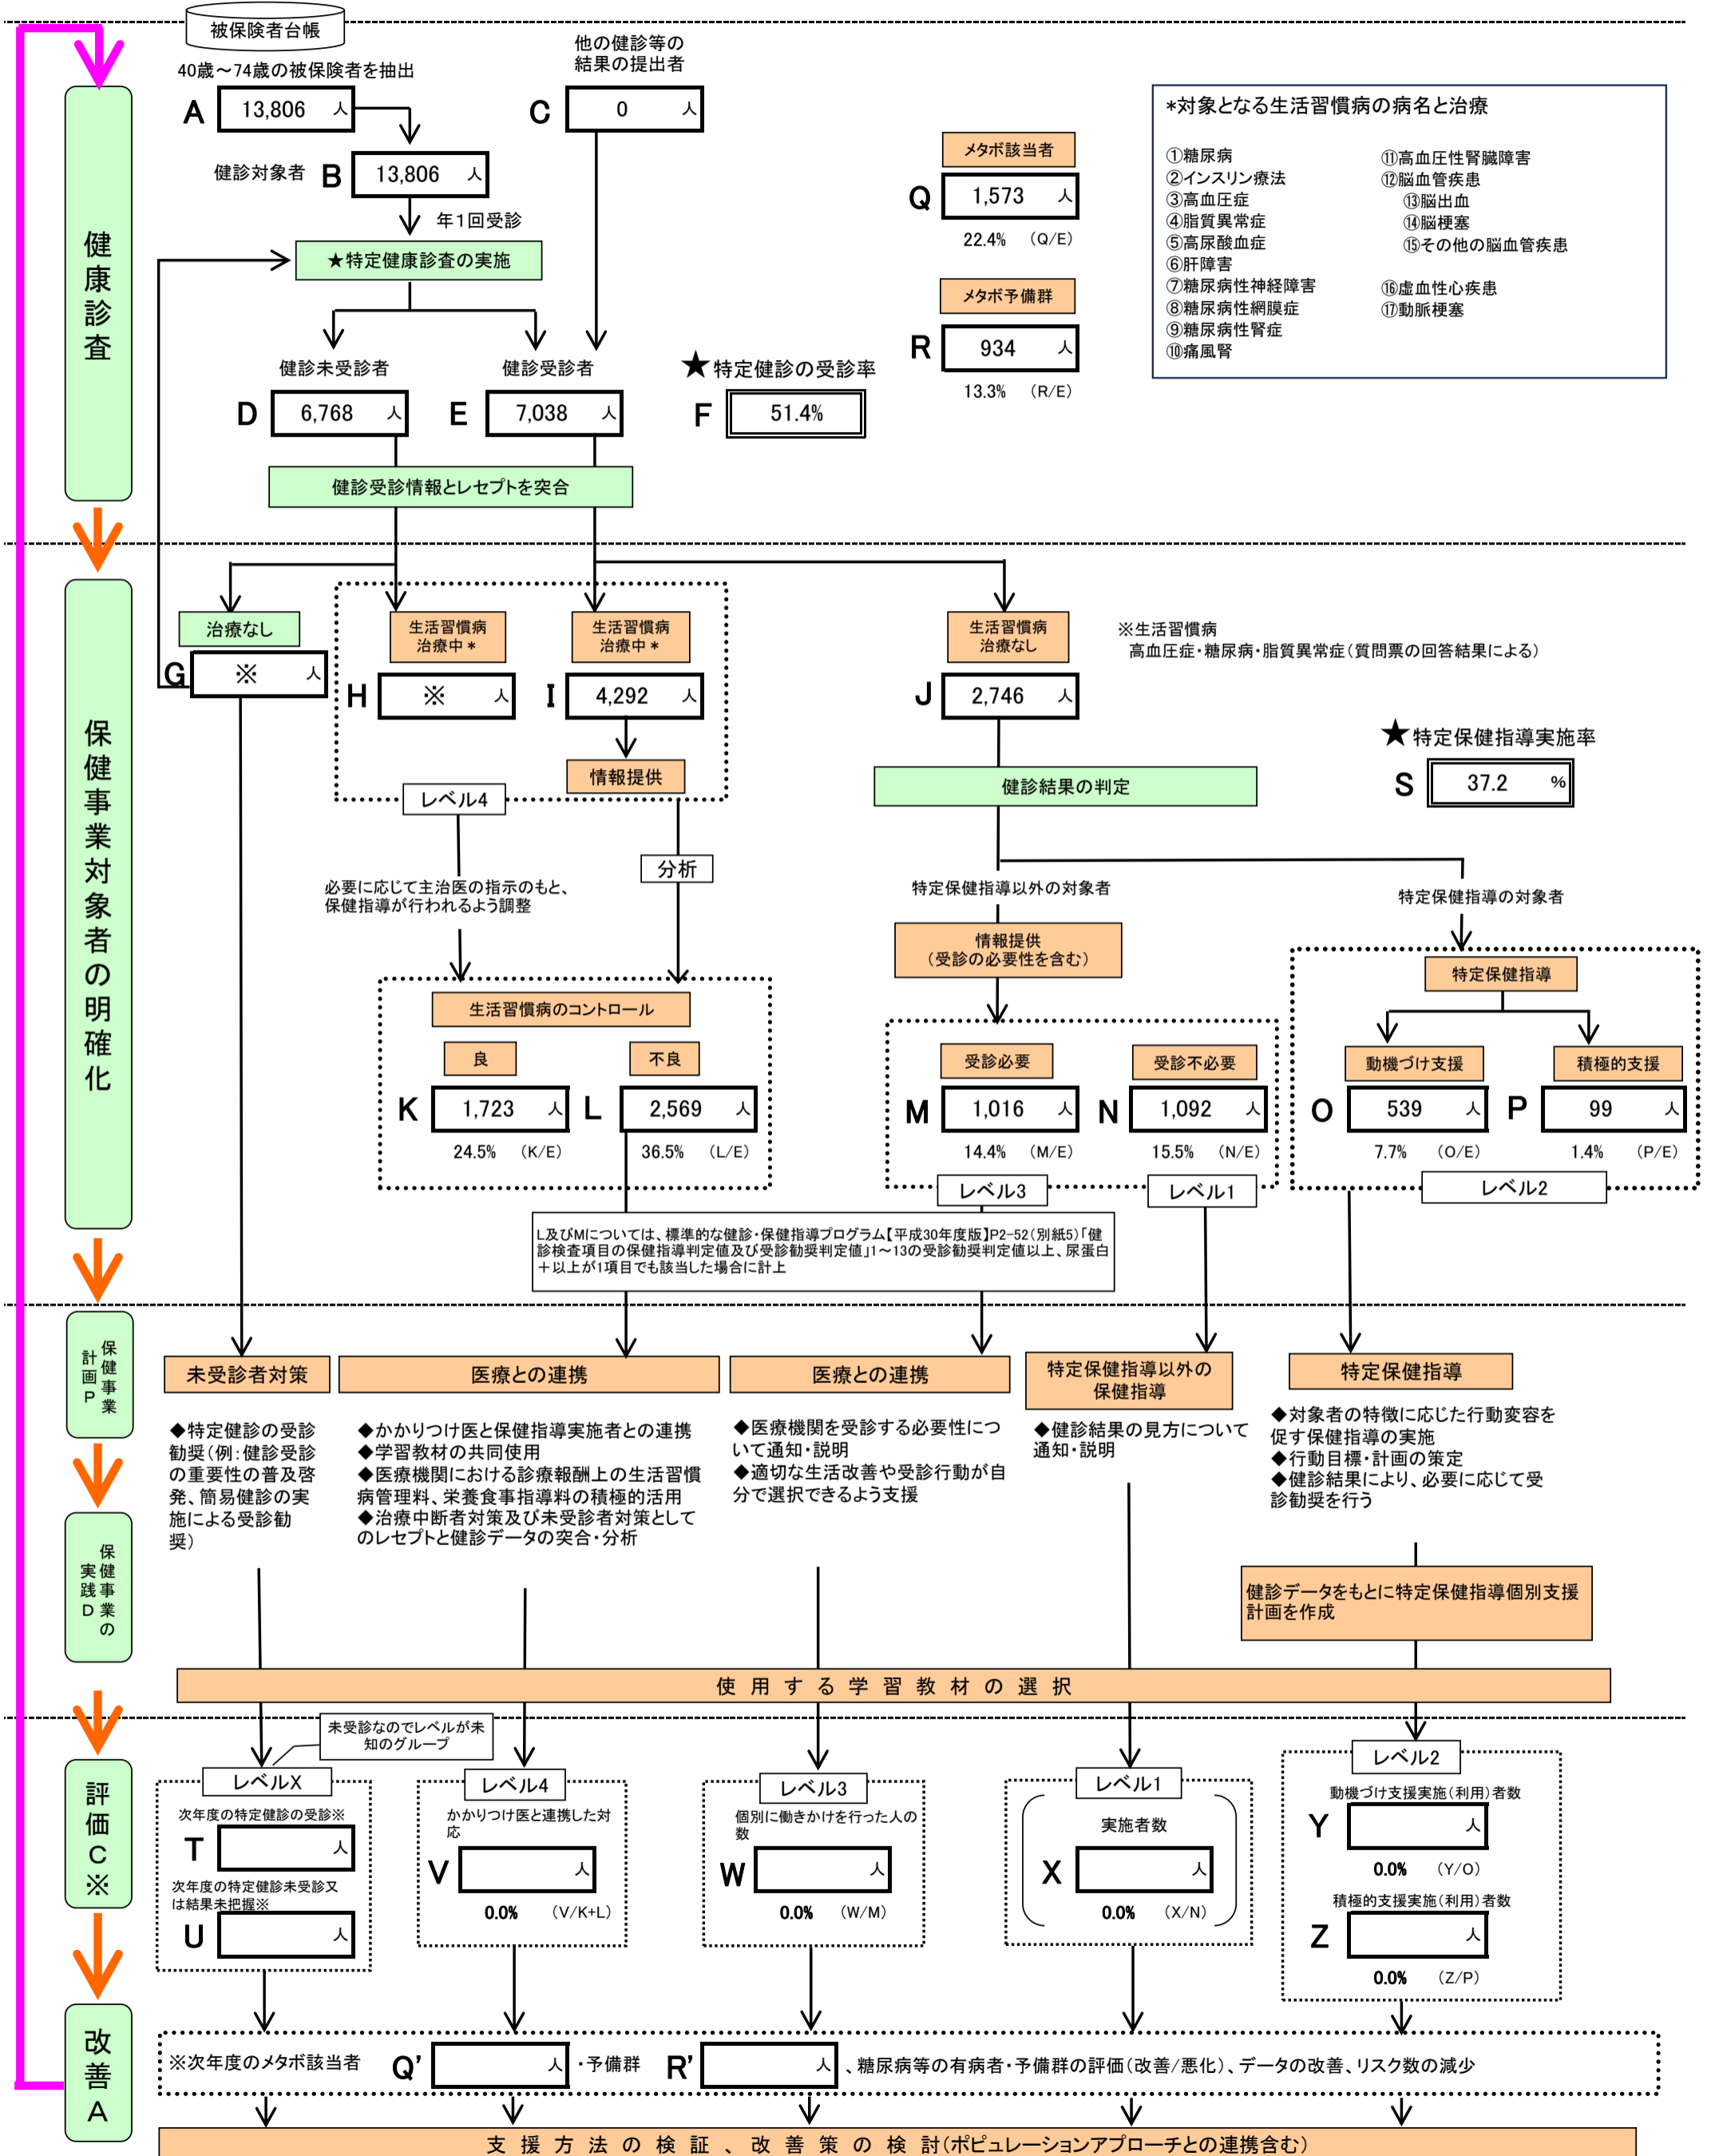 被保険者台帳
40歳～74歳の被保険者を抽出
他の健診等の
結果の提出者
A 13,806 人
C 0 人
健診対象者 B 13,806 人
年1回受診
★特定健康診査の実施
健康診査
メタボ該当者
Q 1,573 人
22.4% (Q/E)
メタボ予備群
R 934 人
13.3% (R/E)
*対象となる生活習慣病の病名と治療
①糖尿病
②インスリン療法
③高血圧症
④脂質異常症
⑤高尿酸血症
⑥肝障害
⑦糖尿病性神経障害
⑧糖尿病性網膜症
⑨糖尿病性腎症
⑩痛風腎
⑪高血圧性腎臓障害
⑫脳血管疾患
⑬脳出血
⑭脳梗塞
⑮その他の脳血管疾患
⑯虚血性心疾患
⑰動脈梗塞
健診未受診者
健診受診者
★特定健診の受診率
D 6,768 人
E 7,038 人
F 51.4%
健診受診情報とレセプトを突合
保健事業対象者の明確化
治療なし
G ※ 人
生活習慣病
治療中*
H ※ 人
生活習慣病
治療中*
I 4,292 人
情報提供
レベル4
生活習慣病
治療なし
J 2,746 人
※生活習慣病
高血圧症・糖尿病・脂質異常症(質問票の回答結果による)
★特定保健指導実施率
S 37.2 %
健診結果の判定
分析
必要に応じて主治医の指示のもと、
保健指導が行われるよう調整
特定保健指導以外の対象者
特定保健指導の対象者
情報提供
(受診の必要性を含む)
特定保健指導
生活習慣病のコントロール
良
不良
K 1,723 人
L 2,569 人
24.5% (K/E)
36.5% (L/E)
受診必要
受診不必要
M 1,016 人
N 1,092 人
14.4% (M/E)
15.5% (N/E)
レベル3
レベル1
動機づけ支援
積極的支援
O 539 人
P 99 人
7.7% (O/E)
1.4% (P/E)
レベル2
L及びMについては、標準的な健診・保健指導プログラム【平成30年度版】P2-52(別紙5)「健
診検査項目の保健指導判定値及び受診勧奨判定値」1～13の受診勧奨判定値以上、尿蛋白
＋以上が1項目でも該当した場合に計上
保健事業
計画P
未受診者対策
医療との連携
医療との連携
特定保健指導以外の
保健指導
特定保健指導
◆特定健診の受診
勧奨(例:健診受診
の重要性の普及啓
発、簡易健診の実
施による受診勧
奨)
◆かかりつけ医と保健指導実施者との連携
◆学習教材の共同使用
◆医療機関における診療報酬上の生活習慣
病管理料、栄養食事指導料の積極的活用
◆治療中断者対策及び未受診者対策として
のレセプトと健診データの突合・分析
◆医療機関を受診する必要性につ
いて通知・説明
◆適切な生活改善や受診行動が自
分で選択できるよう支援
◆健診結果の見方について
通知・説明
◆対象者の特徴に応じた行動変容を
促す保健指導の実施
◆行動目標・計画の策定
◆健診結果により、必要に応じて受
診勧奨を行う
保健事業の
実践D
健診データをもとに特定保健指導個別支援
計画を作成
使用する学習教材の選択
未受診なのでレベルが未
知のグループ
評価C※
レベルX
次年度の特定健診の受診※
T 人
次年度の特定健診未受診又
は結果未把握※
U 人
レベル4
かかりつけ医と連携した対
応
V 人
0.0% (V/K+L)
レベル3
個別に働きかけを行った人の
数
W 人
0.0% (W/M)
レベル1
実施者数
X 人
0.0% (X/N)
レベル2
動機づけ支援実施(利用)者数
Y 人
0.0% (Y/O)
積極的支援実施(利用)者数
Z 人
0.0% (Z/P)
改善A
※次年度のメタボ該当者 Q' 人 ・予備群 R' 人 、糖尿病等の有病者・予備群の評価(改善/悪化)、データの改善、リスク数の減少
支援方法の検証、改善策の検討(ポピュレーションアプローチとの連携含む)